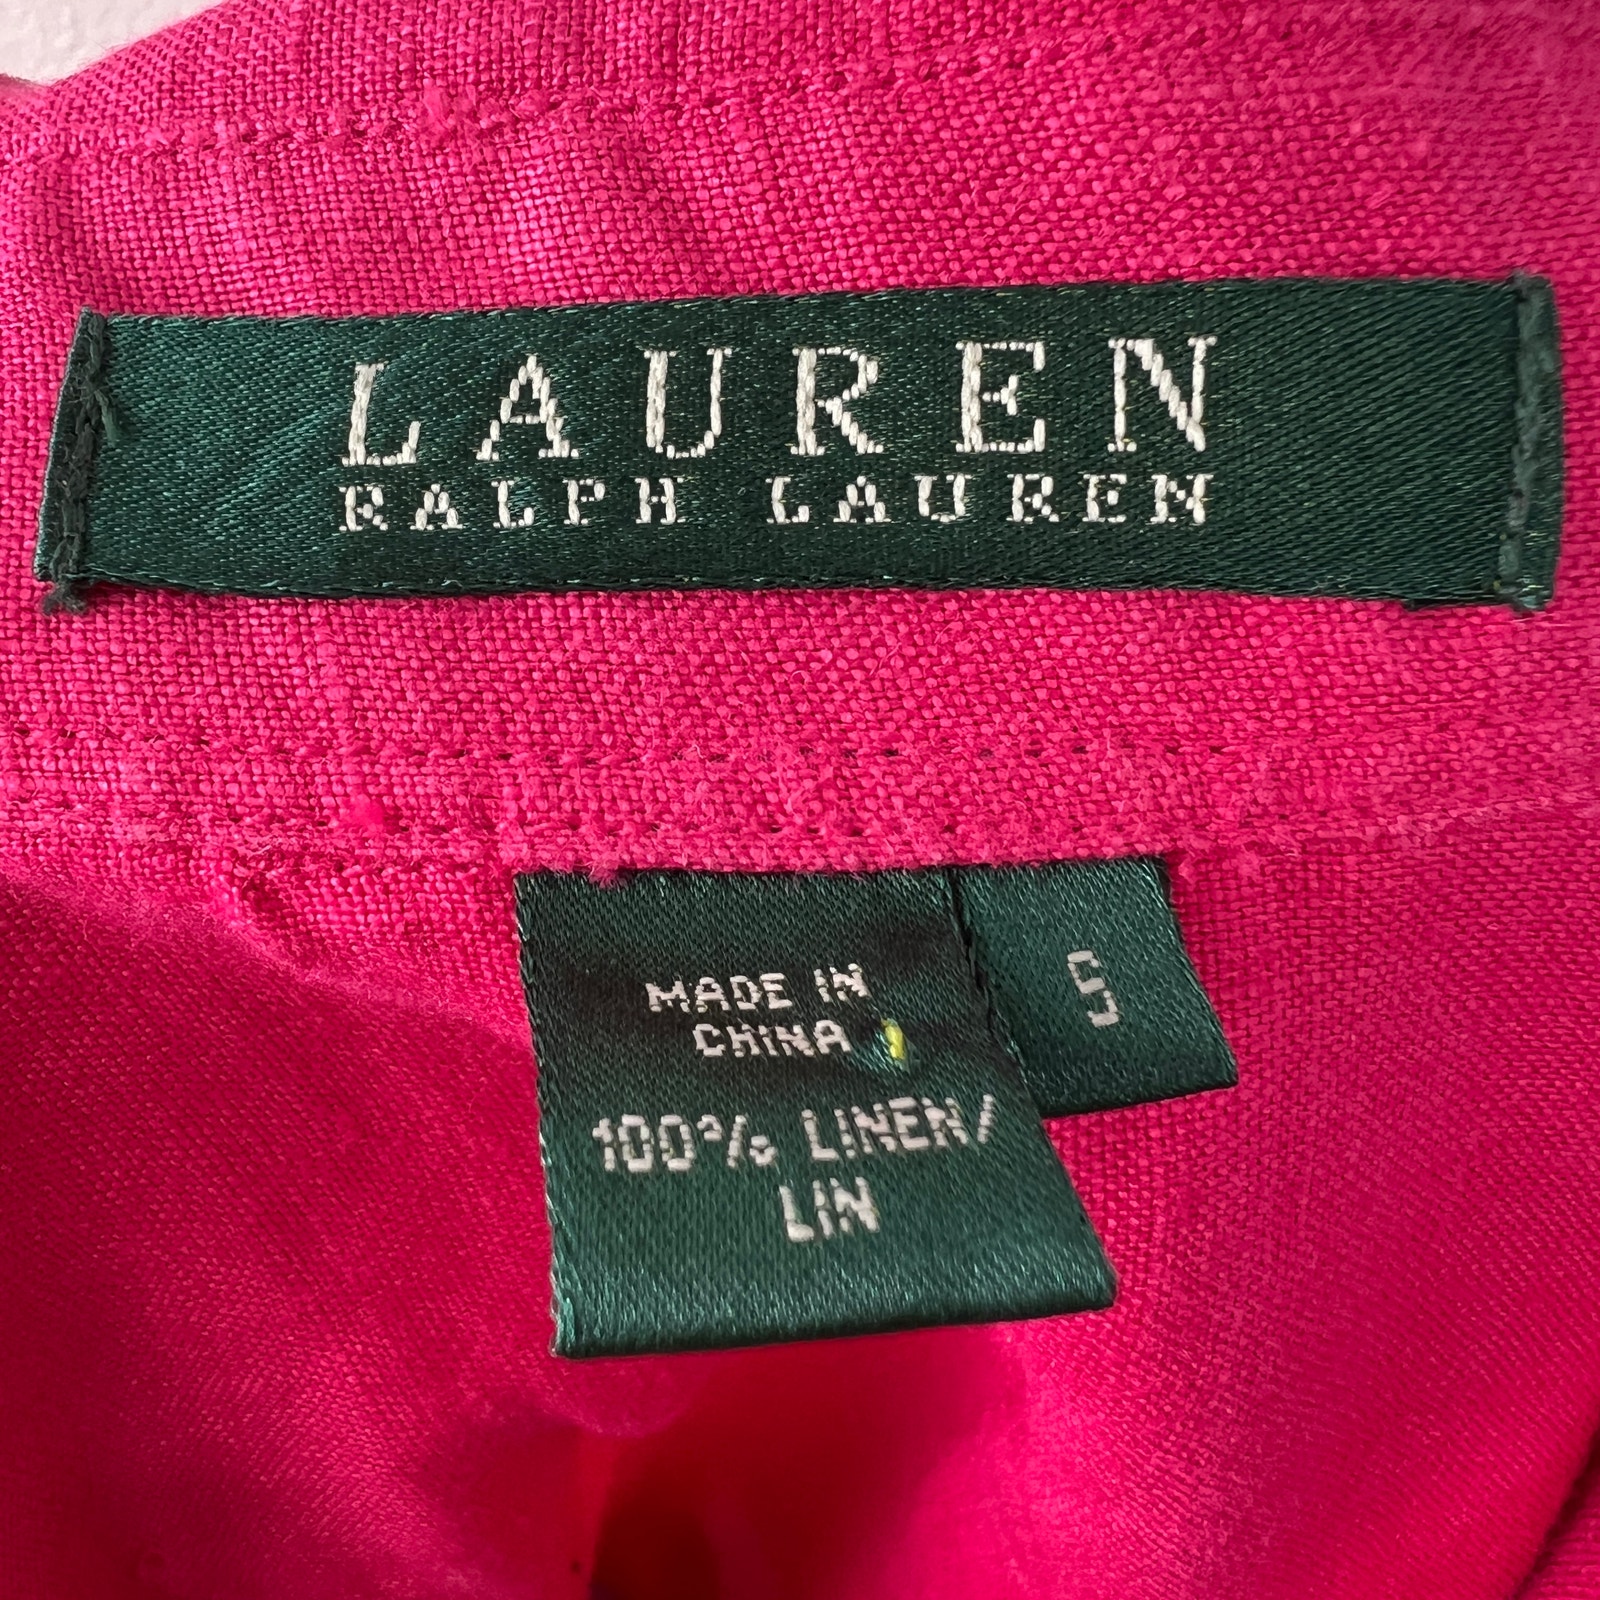 LAUREN
RALPH LAUREN
MADE IN
CHINA
100% LINEN/
LIN
S